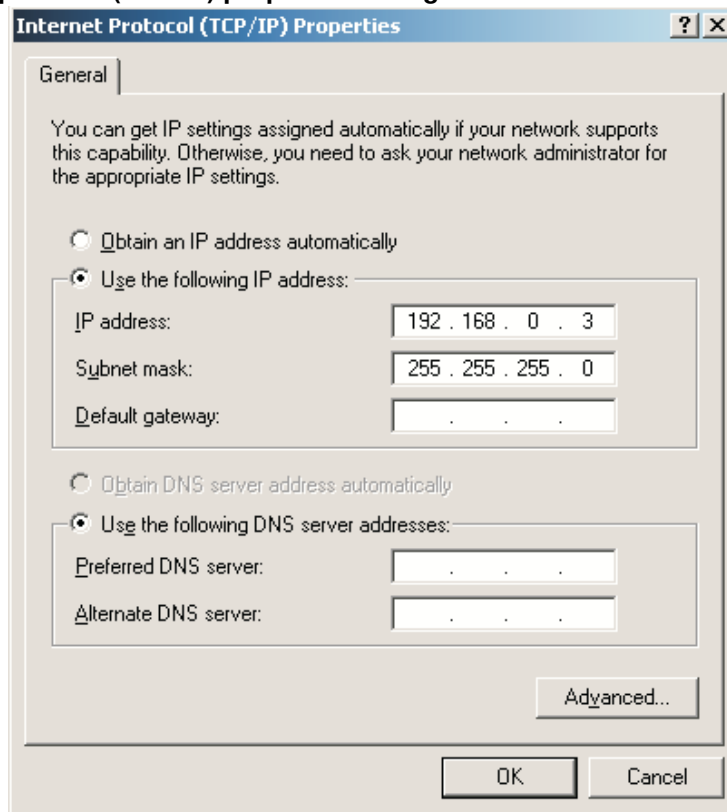 Internet Protocol (TCP/IP) Properties
General
You can get IP settings assigned automatically if your network supports
this capability. Otherwise, you need to ask your network administrator for
the appropriate IP settings.
Obtain an IP address automatically
Use the following IP address:
IP address: 192 . 168 . 0 . 3
Subnet mask: 255 . 255 . 255 . 0
Default gateway: . . .
Obtain DNS server address automatically
Use the following DNS server addresses:
Preferred DNS server: . . .
Alternate DNS server: . . .
Advanced...
OK Cancel